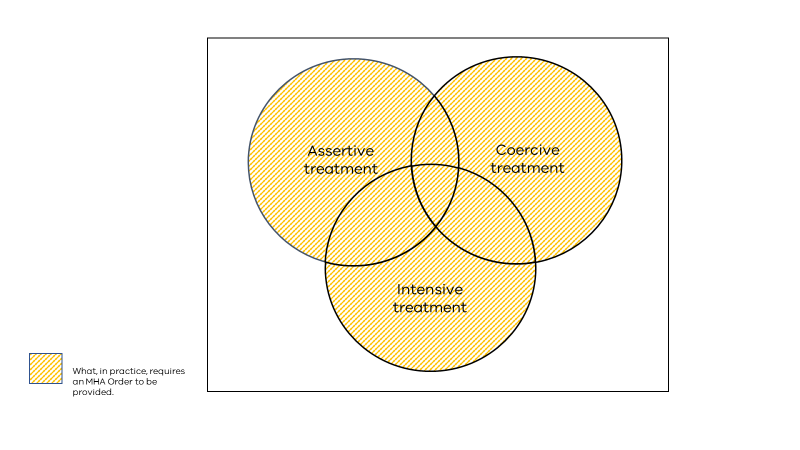 Assertive
treatment
Coercive
treatment
Intensive
treatment
What, in practice, requires
an MHA Order to be
provided.